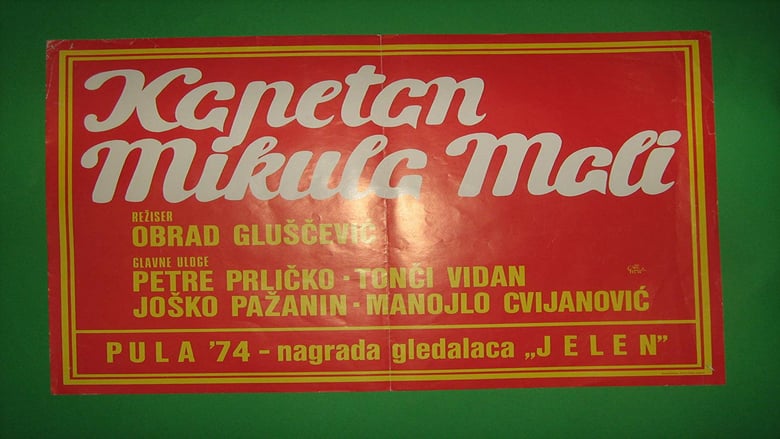 Kapetan
Mikula Mali
REŽISER
OBRAD GLUŠČEVIĆ
GLAVNE ULOGE
PETRE PRLIČKO - TONČI VIDAN
JOŠKO PAŽANIN - MANOJLO CVIJANOVIĆ
PULA '74 - nagrada gledalaca „JELEN"